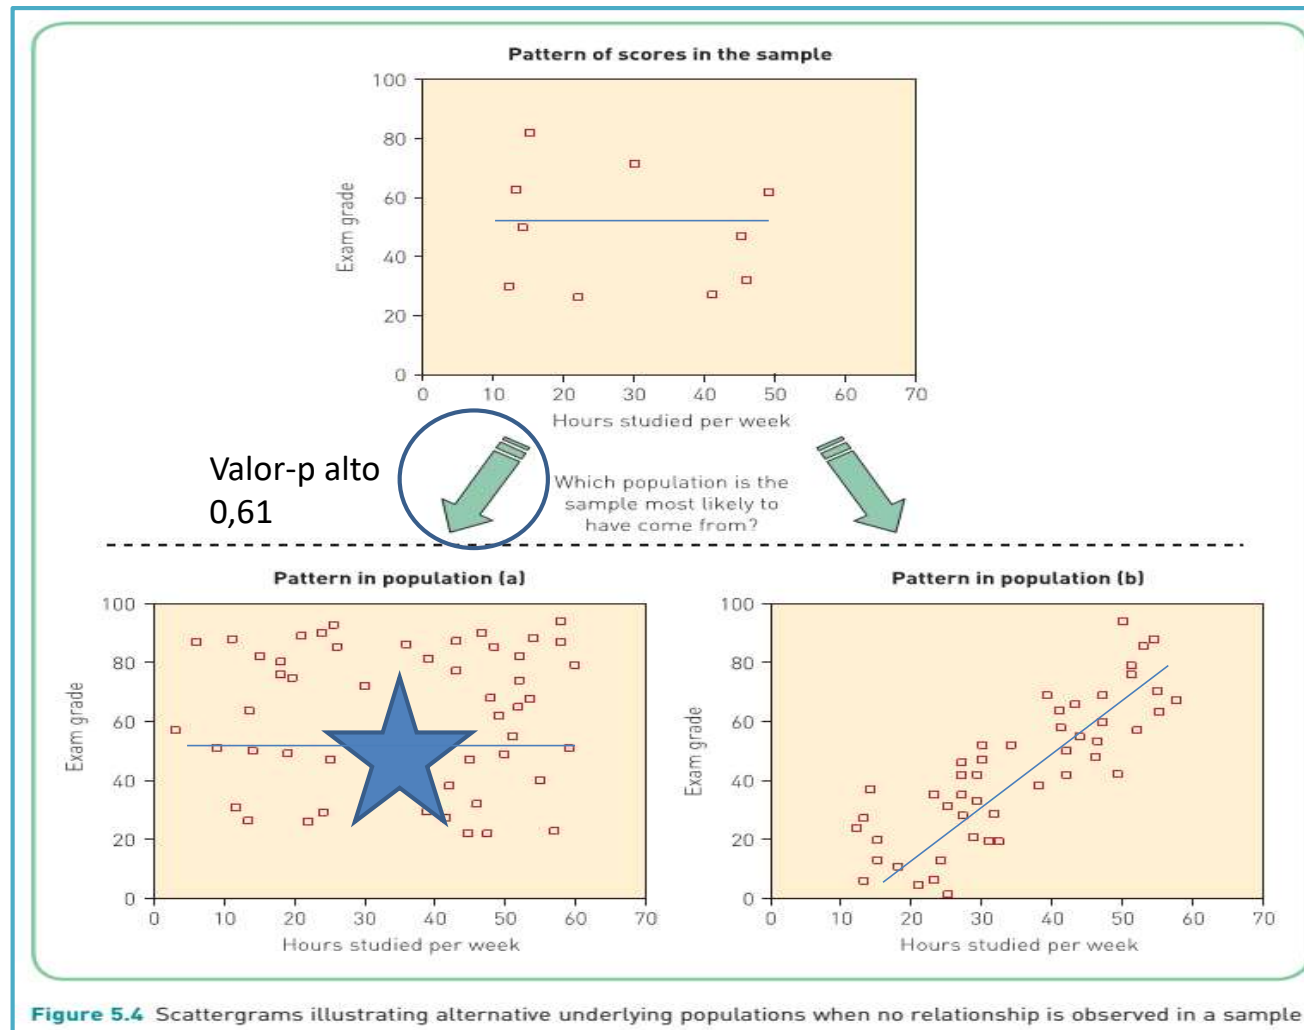 Pattern of scores in the sample
100
80
60
40
20
0
Exam grade
0 10 20 30 40 50 60 70
Hours studied per week
Valor-p alto
0,61
Which population is the
sample most likely to
have come from?
Pattern in population (a)
100
80
60
40
20
0
Exam grade
0 10 20 30 40 50 60 70
Hours studied per week
Pattern in population (b)
100
80
60
40
20
0
Exam grade
0 10 20 30 40 50 60 70
Hours studied per week
Figure 5.4 Scattergrams illustrating alternative underlying populations when no relationship is observed in a sample